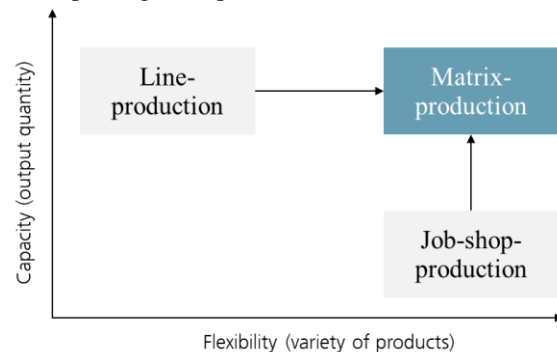 Capacity (output quantity)
Line-
production
Matrix-
production
Job-shop-
production
Flexibility (variety of products)